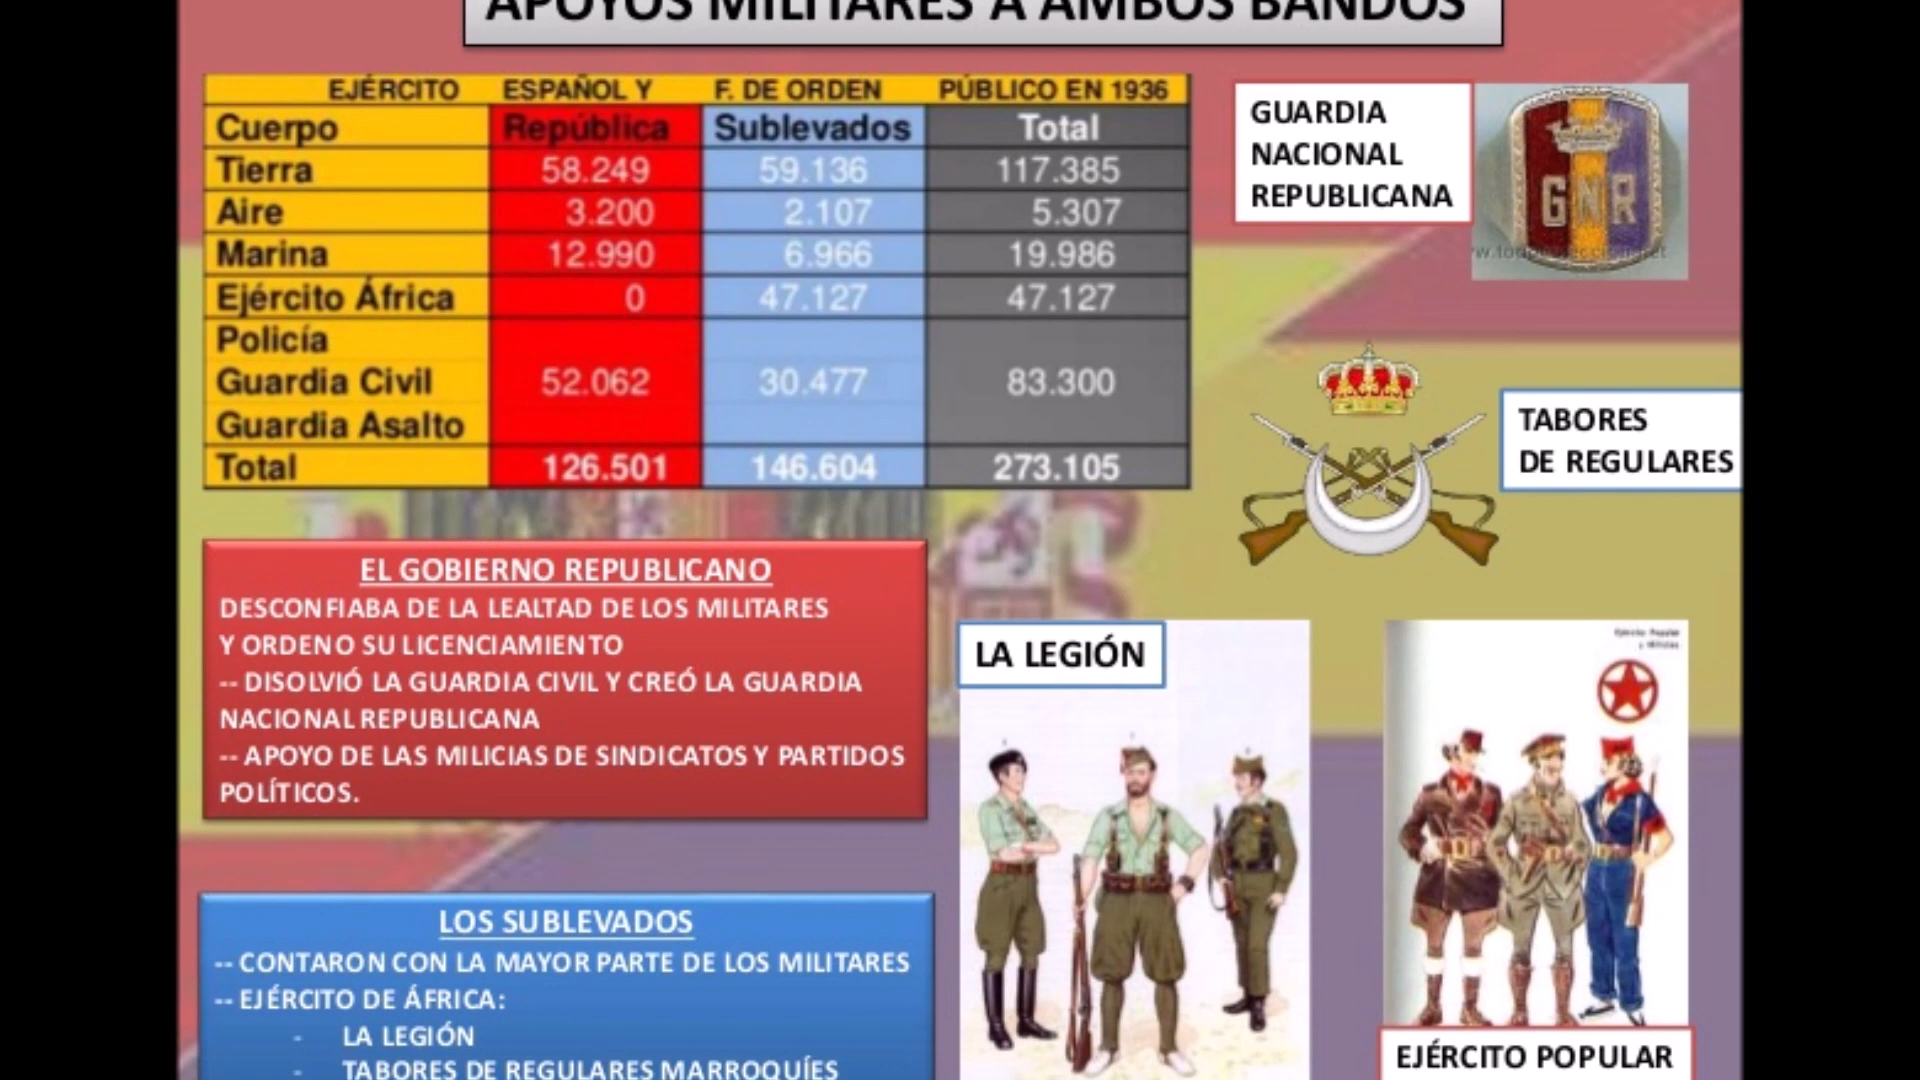 APOYOS MILITARES A AMBOS BANDOS
EJÉRCITO ESPAÑOL Y F. DE ORDEN PÚBLICO EN 1936
Cuerpo República Sublevados Total
Tierra 58.249 59.136 117.385
Aire 3.200 2.107 5.307
Marina 12.990 6.966 19.986
Ejército África 0 47.127 47.127
Policía
Guardia Civil 52.062 30.477 83.300
Guardia Asalto
Total 126.501 146.604 273.105
GUARDIA
NACIONAL
REPUBLICANA
GNR
TABORES
DE REGULARES
EL GOBIERNO REPUBLICANO
DESCONFIABA DE LA LEALTAD DE LOS MILITARES
Y ORDENO SU LICENCIAMIENTO
-- DISOLVIÓ LA GUARDIA CIVIL Y CREÓ LA GUARDIA
NACIONAL REPUBLICANA
-- APOYO DE LAS MILICIAS DE SINDICATOS Y PARTIDOS
POLÍTICOS.
LA LEGIÓN
LOS SUBLEVADOS
-- CONTARON CON LA MAYOR PARTE DE LOS MILITARES
-- EJÉRCITO DE ÁFRICA:
- LA LEGIÓN
- TABORES DE REGULARES MARROQUÍES
Ejército Popular
y Milicias
EJÉRCITO POPULAR